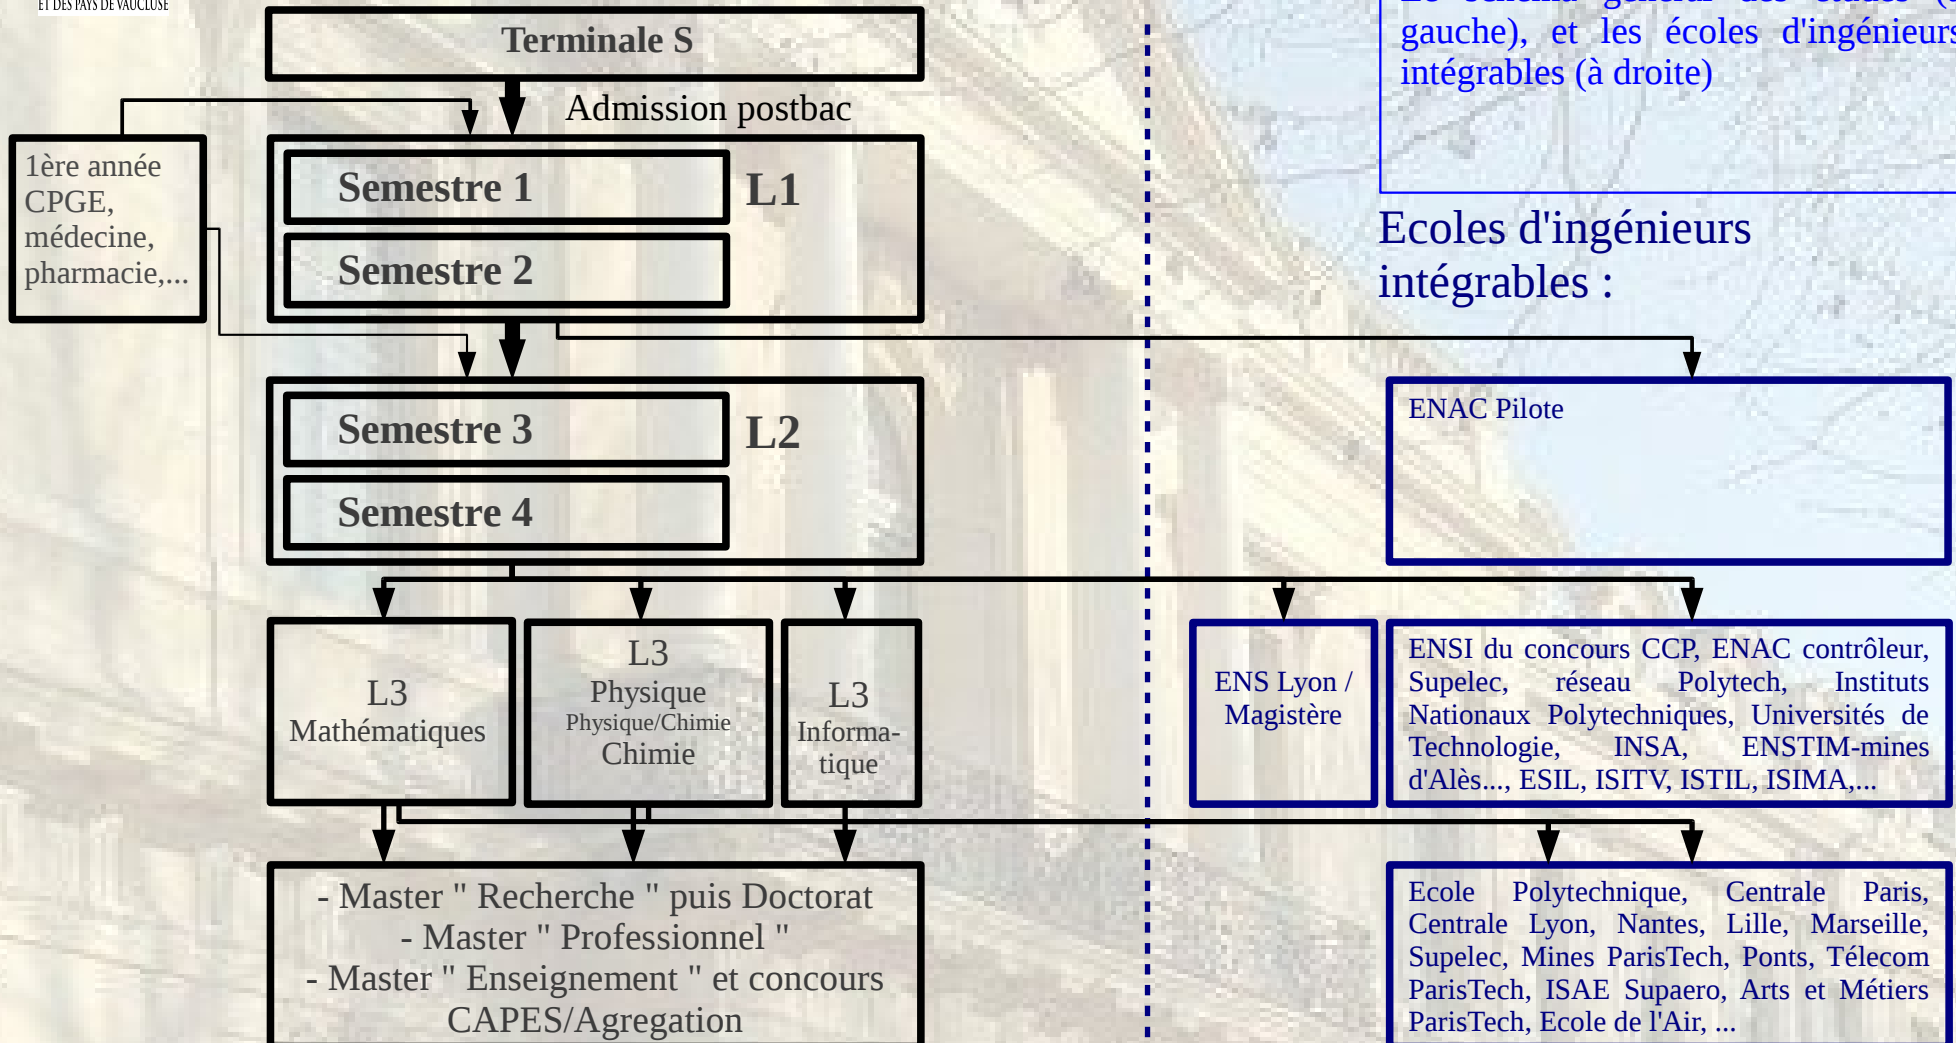 ET DES PAYS DE VAUCLUSE
Terminale S
gauche), et les écoles d'ingénieurs
intégrables (à droite)
Admission postbac
1ère année
CPGE,
médecine,
pharmacie,...
Semestre 1
L1
Semestre 2
Ecoles d'ingénieurs
intégrables :
Semestre 3
L2
Semestre 4
ENAC Pilote
L3
Mathématiques
L3
Physique
Physique/Chimie
Chimie
L3
Informa-
tique
ENS Lyon /
Magistère
ENSI du concours CCP, ENAC contrôleur,
Supelec, réseau Polytech, Instituts
Nationaux Polytechniques, Universités de
Technologie, INSA, ENSTIM-mines
d'Alès..., ESIL, ISITV, ISTIL, ISIMA,...
- Master " Recherche " puis Doctorat
- Master " Professionnel "
- Master " Enseignement " et concours
CAPES/Agregation
Ecole Polytechnique, Centrale Paris,
Centrale Lyon, Nantes, Lille, Marseille,
Supelec, Mines ParisTech, Ponts, Télecom
ParisTech, ISAE Supaero, Arts et Métiers
ParisTech, Ecole de l'Air, ...